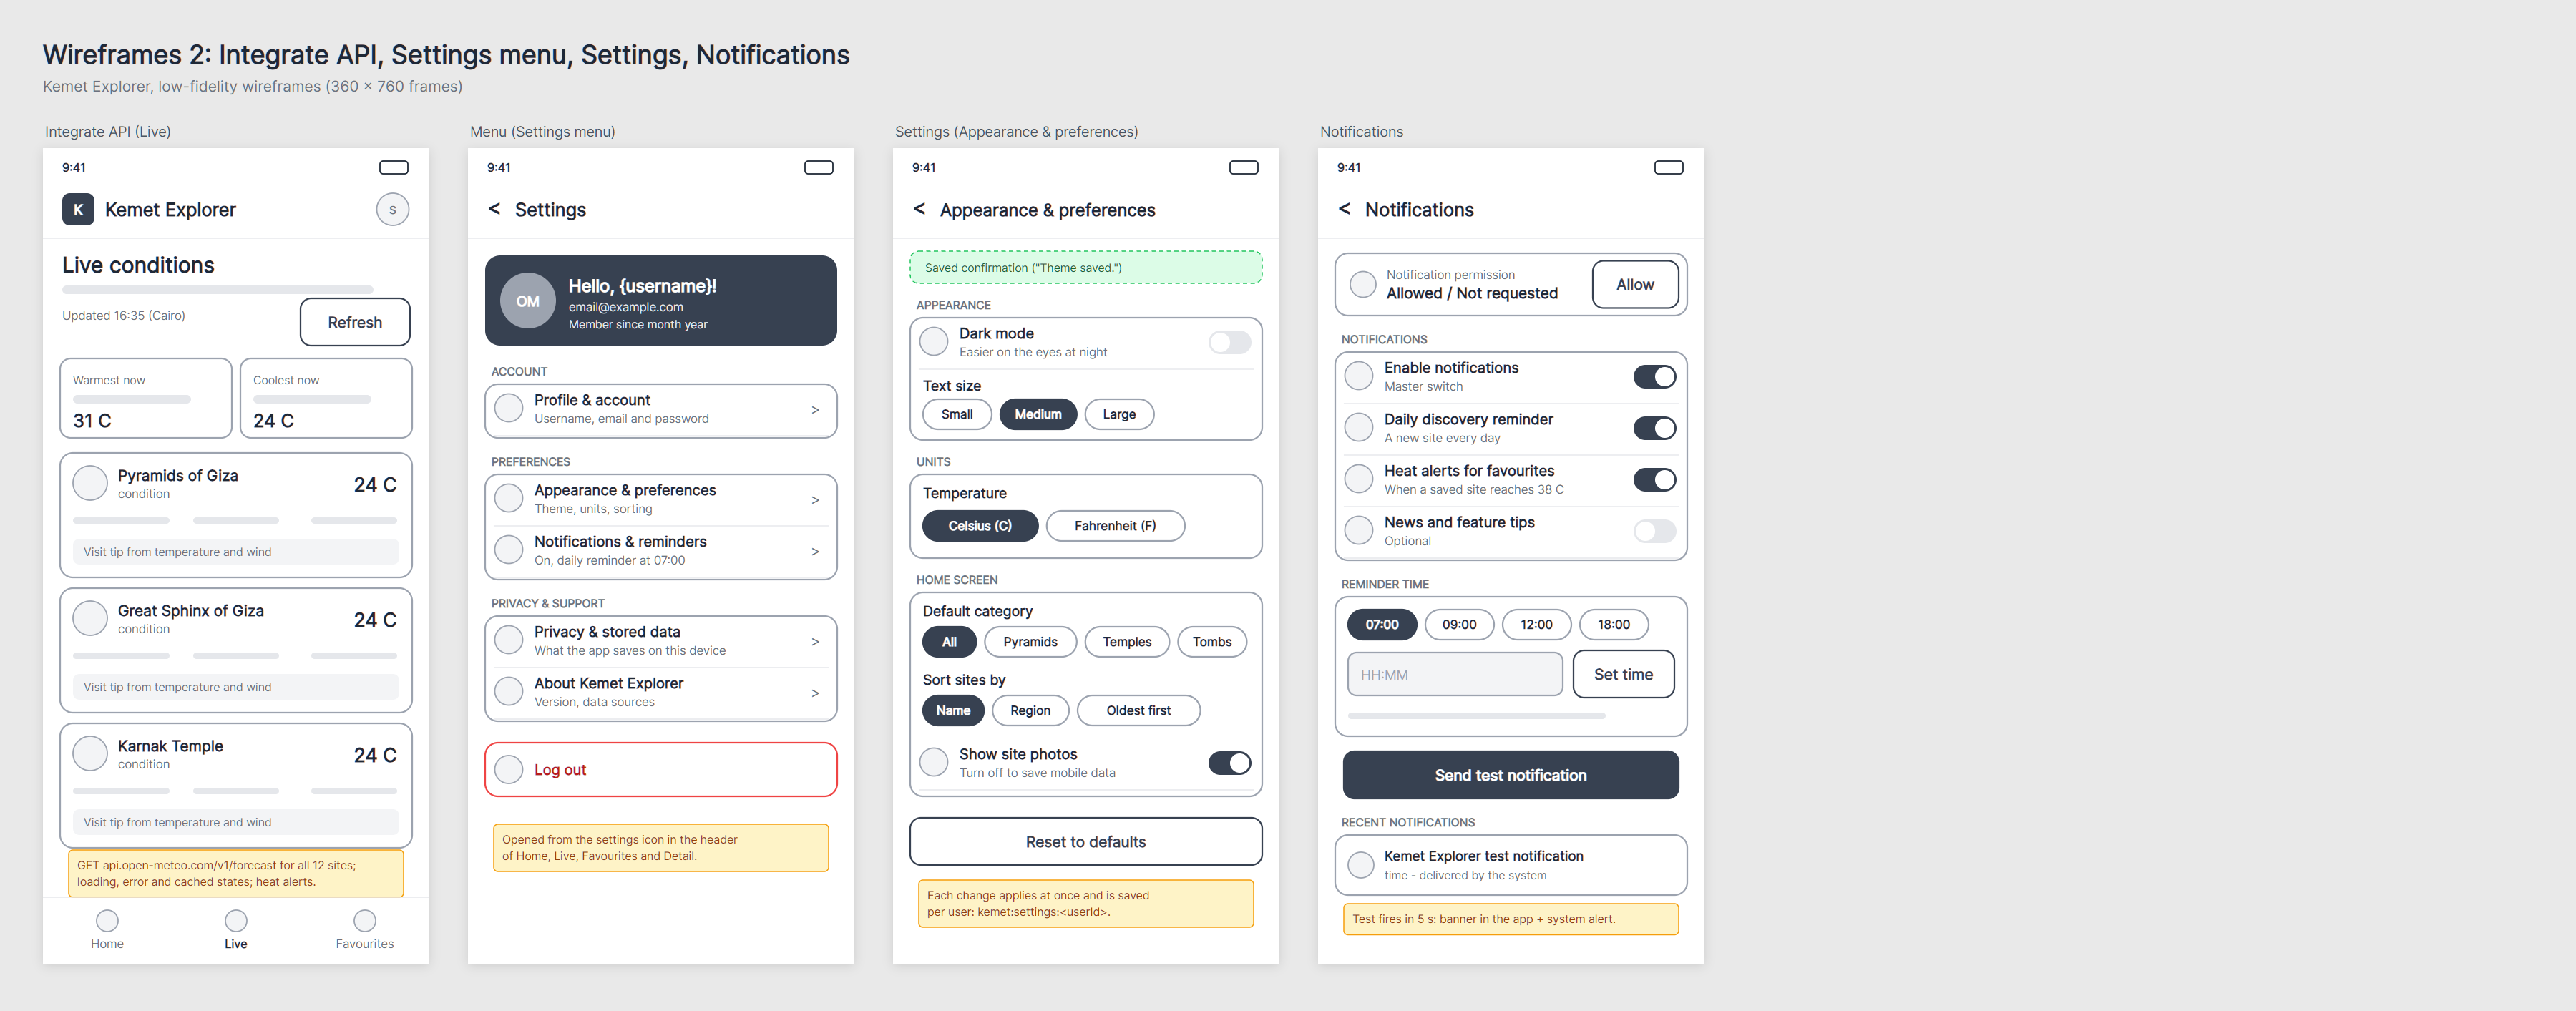 Wireframes 2: Integrate API, Settings menu, Settings, Notifications
Kemet Explorer, low-fidelity wireframes (360 × 760 frames)
Integrate API (Live)
9:41
K
Kemet Explorer
S
Live conditions
Updated 16:35 (Cairo)
Refresh
Warmest now
31 C
Coolest now
24 C
Pyramids of Giza
condition
24 C
Visit tip from temperature and wind
Great Sphinx of Giza
condition
24 C
Visit tip from temperature and wind
Karnak Temple
condition
24 C
Visit tip from temperature and wind
GET api.open-meteo.com/v1/forecast for all 12 sites;
loading, error and cached states; heat alerts.
Home
Live
Favourites
Menu (Settings menu)
9:41
< Settings
OM
Hello, {username}!
email@example.com
Member since month year
ACCOUNT
Profile & account
Username, email and password
>
PREFERENCES
Appearance & preferences
Theme, units, sorting
>
Notifications & reminders
On, daily reminder at 07:00
>
PRIVACY & SUPPORT
Privacy & stored data
What the app saves on this device
>
About Kemet Explorer
Version, data sources
>
Log out
Opened from the settings icon in the header
of Home, Live, Favourites and Detail.
Settings (Appearance & preferences)
9:41
< Appearance & preferences
Saved confirmation ("Theme saved.")
APPEARANCE
Dark mode
Easier on the eyes at night
Text size
Small
Medium
Large
UNITS
Temperature
Celsius (C)
Fahrenheit (F)
HOME SCREEN
Default category
All
Pyramids
Temples
Tombs
Sort sites by
Name
Region
Oldest first
Show site photos
Turn off to save mobile data
Reset to defaults
Each change applies at once and is saved
per user: kemet:settings:<userId>.
Notifications
9:41
< Notifications
Notification permission
Allowed / Not requested
Allow
NOTIFICATIONS
Enable notifications
Master switch
Daily discovery reminder
A new site every day
Heat alerts for favourites
When a saved site reaches 38 C
News and feature tips
Optional
REMINDER TIME
07:00
09:00
12:00
18:00
HH:MM
Set time
Send test notification
RECENT NOTIFICATIONS
Kemet Explorer test notification
time - delivered by the system
Test fires in 5 s: banner in the app + system alert.